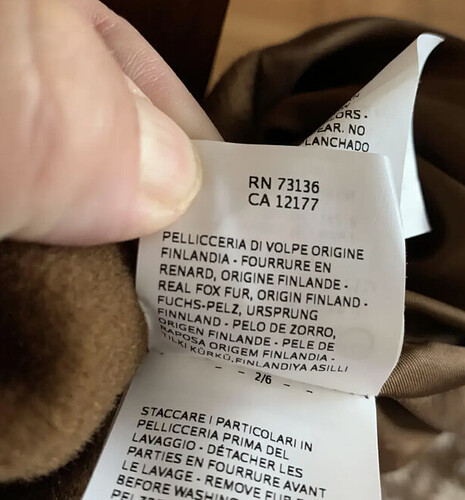 ORS -
EAR. NO
LANCHADO
RN 73136
CA 12177
PELLICCERIA DI VOLPE ORIGINE
FINLANDIA - FOURRURE EN
RENARD, ORIGINE FINLANDE -
REAL FOX FUR, ORIGIN FINLAND -
FUCHS-PELZ, URSPRUNG
FINNLAND - PELO DE ZORRO,
ORIGEN FINLANDE - PELE DE
RAPOSA ORIGEM FINLANDIA -
TILKI KÜRKÜ, FINLANDIYA ASILLI
- 2/6 - -
STACCARE I PARTICOLARI IN
PELLICCERIA PRIMA DEL
LAVAGGIO - DÉTACHER LES
PARTIES EN FOURRURE AVANT
LE LAVAGE - REMOVE FUR
BEFORE WASHING